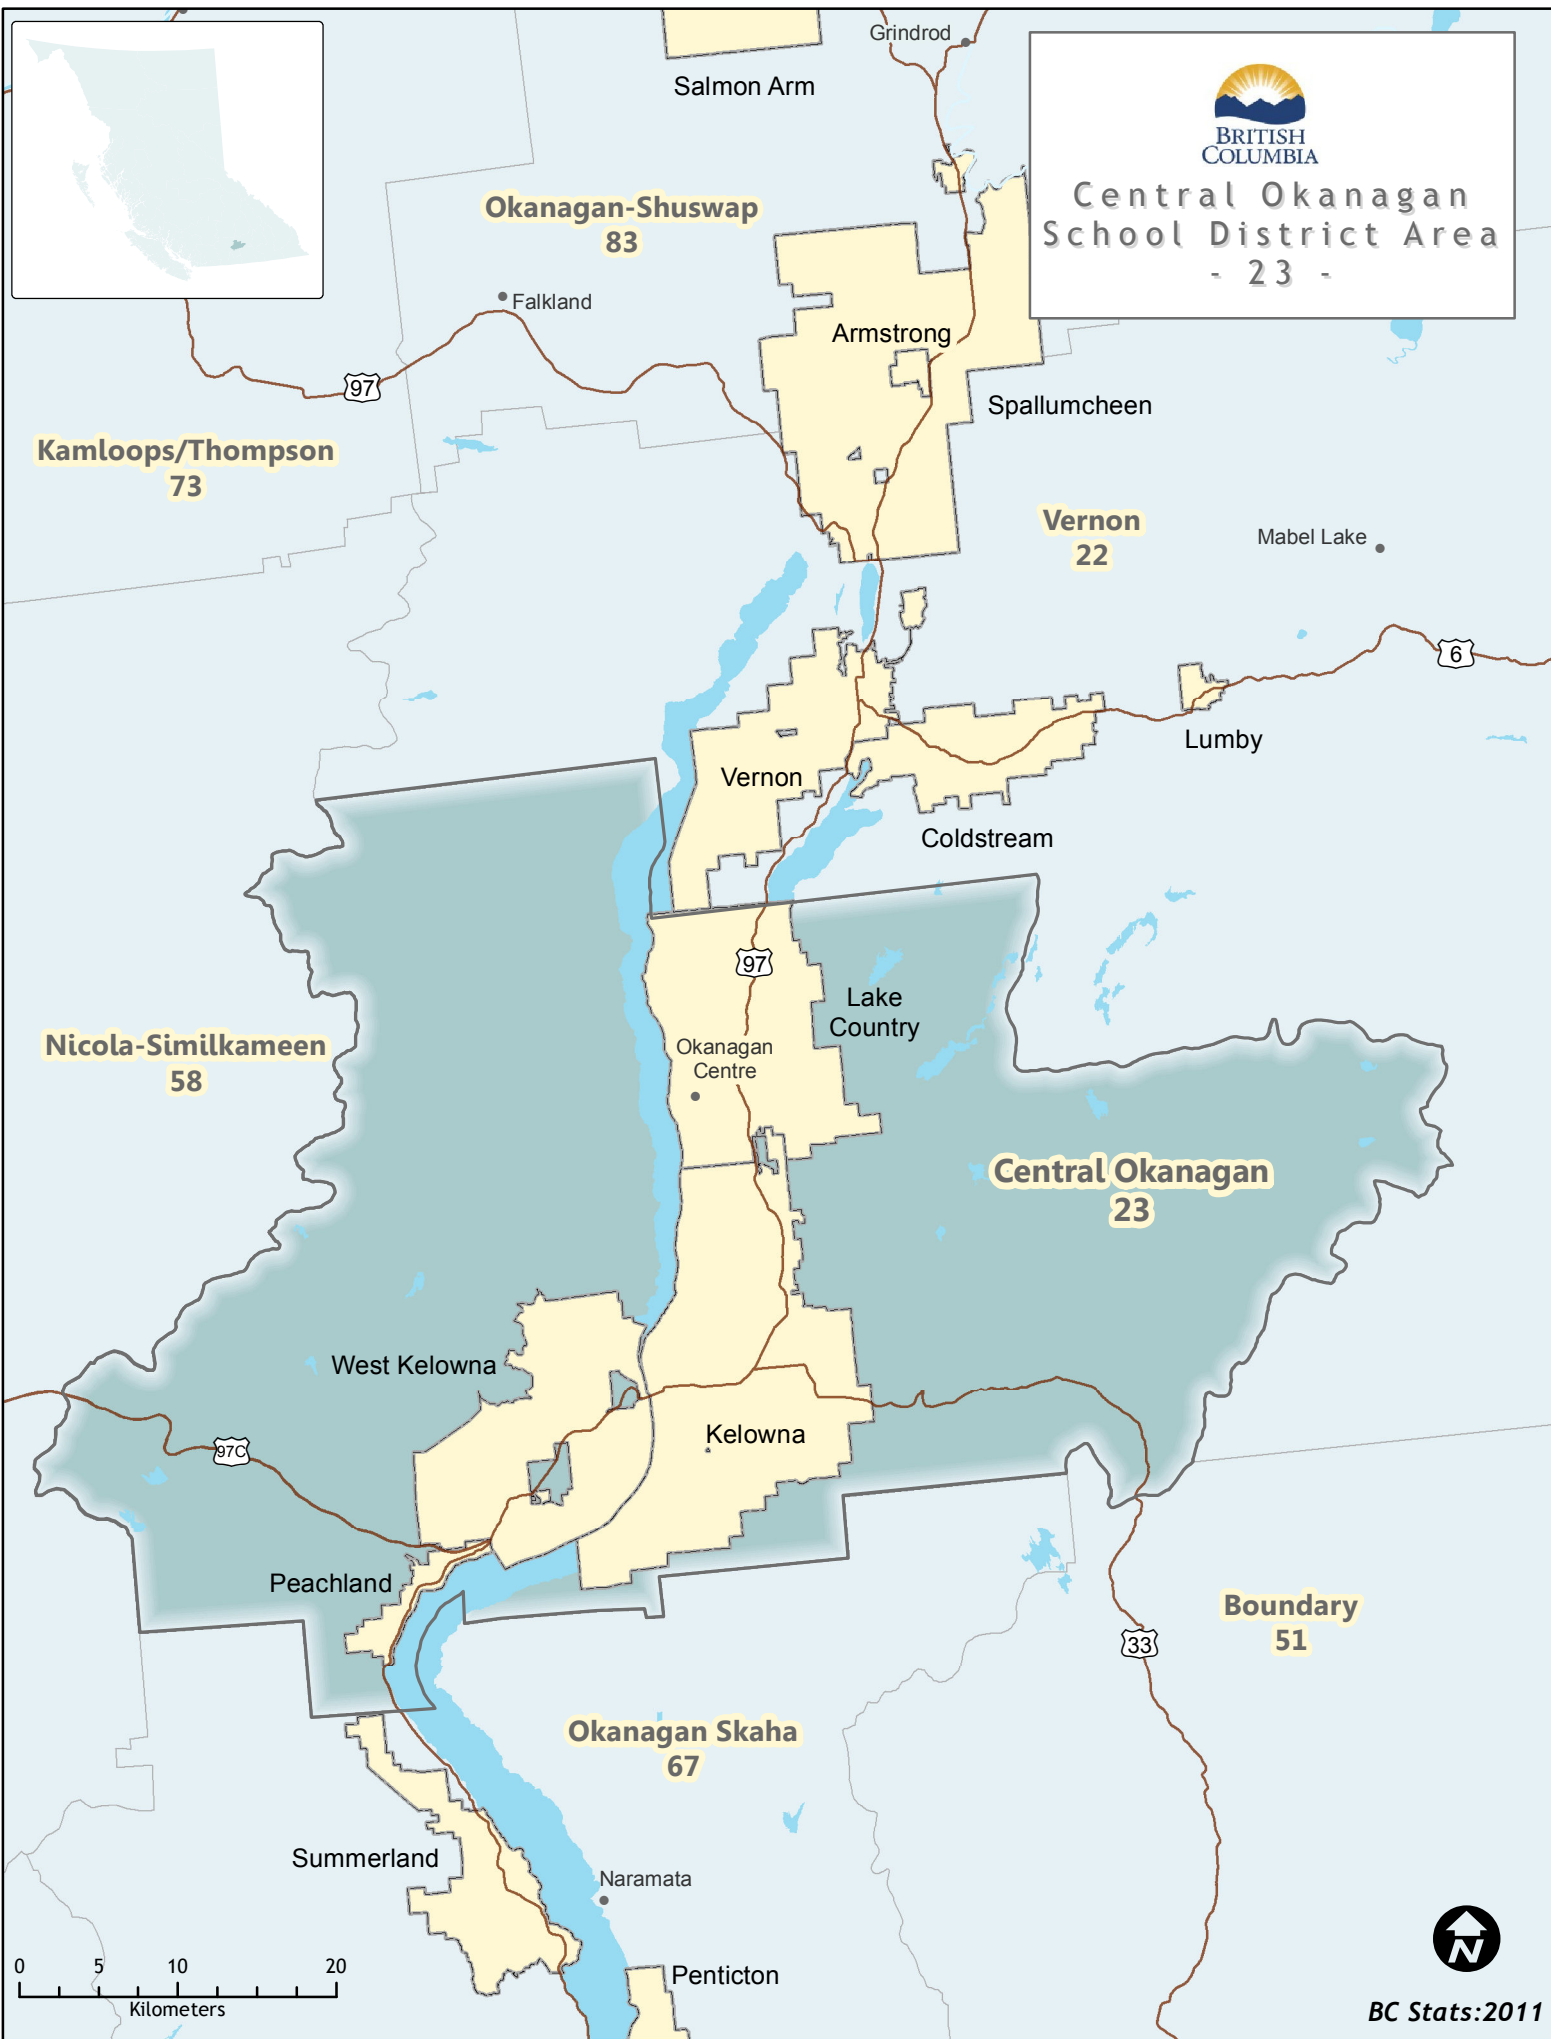 Grindrod
Salmon Arm
BRITISH
COLUMBIA
Central Okanagan
School District Area
- 23 -
Okanagan-Shuswap
83
Falkland
Armstrong
97
Spallumcheen
Kamloops/Thompson
73
Vernon
22
Mabel Lake
6
Lumby
Vernon
Coldstream
97
Lake
Country
Nicola-Similkameen
58
Okanagan
Centre
Central Okanagan
23
West Kelowna
Kelowna
97C
Peachland
Boundary
51
33
Okanagan Skaha
67
Summerland
Naramata
Penticton
0 5 10 20
Kilometers
N
BC Stats:2011